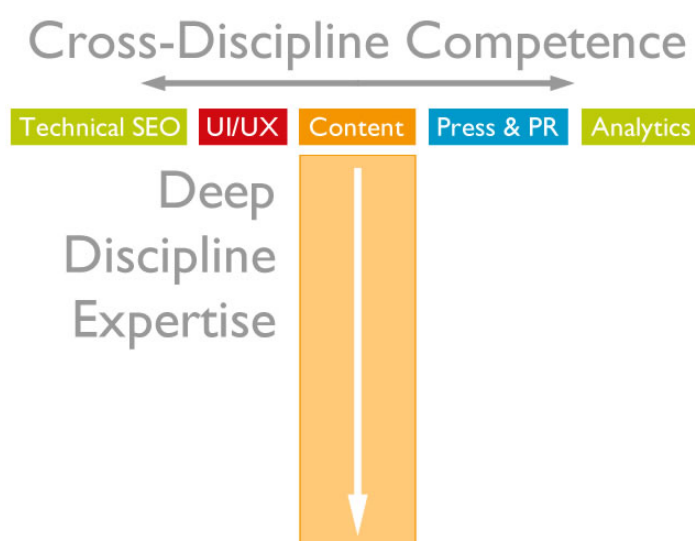 Cross-Discipline Competence
Technical SEO UI/UX Content Press & PR Analytics
Deep
Discipline
Expertise